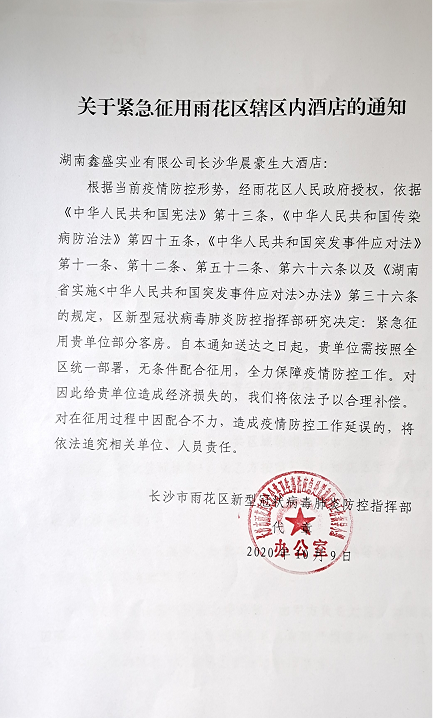 关于紧急征用雨花区辖区内酒店的通知
湖南鑫盛实业有限公司长沙华晨豪生大酒店：
根据当前疫情防控形势，经雨花区人民政府授权，依据
《中华人民共和国宪法》第十三条，《中华人民共和国传染
病防治法》第四十五条，《中华人民共和国突发事件应对法》
第十一条、第十二条、第五十二条、第六十六条以及《湖南
省实施<中华人民共和国突发事件应对法>办法》第三十六条
的规定，区新型冠状病毒肺炎防控指挥部研究决定：紧急征
用贵单位部分客房。自本通知送达之日起，贵单位需按照全
区统一部署，无条件配合征用，全力保障疫情防控工作。对
因此给贵单位造成经济损失的，我们将依法予以合理补偿。
对在征用过程中因配合不力，造成疫情防控工作延误的，将
依法追究相关单位、人员责任。
长沙市雨花区新型冠状病毒肺炎防控指挥部
代章
办公室
2020年10月9日